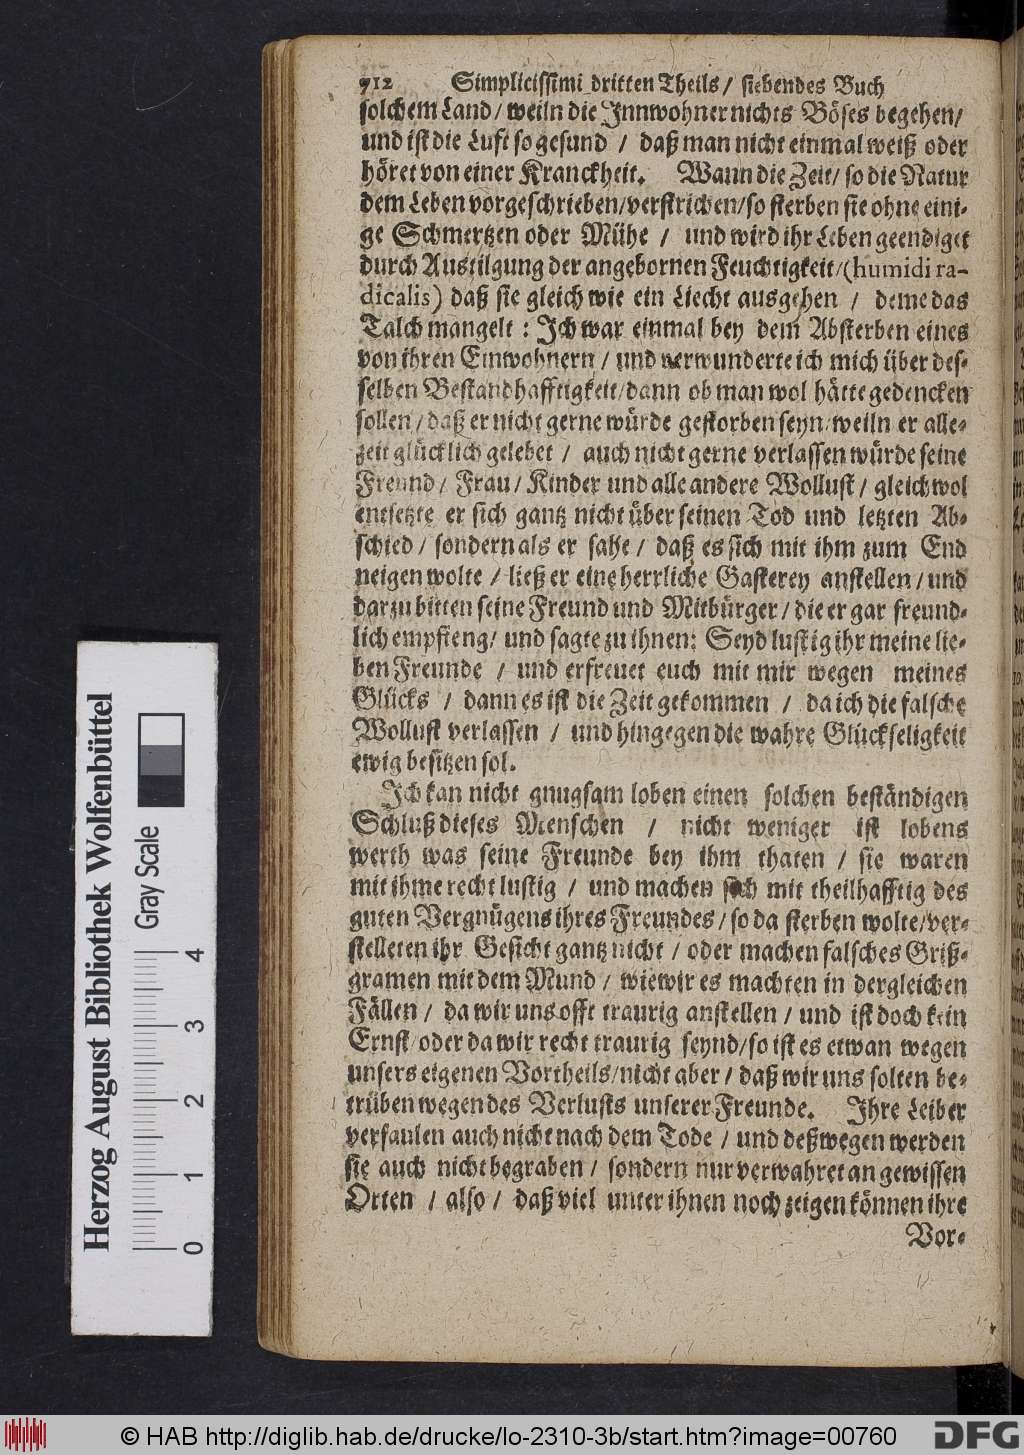 712 Simplicissimi dritten Theils / siebendes Buch
solchem Land / weiln die Innwohner nichts Böses begehen /
und ist die Luft so gesund / daß man nicht einmal weiß oder
höret von einer Kranckheit. Wann die Zeit / so die Natur
dem Leben vorgeschrieben / verstrichen / so sterben sie ohne eini-
ge Schmertzen oder Mühe / und wird ihr Leben geendiget
durch Austilgung der angebornen Feuchtigkeit / (humidi ra-
dicalis) daß sie gleich wie ein Liecht ausgehen / deme das
Talch mangelt : Ich war einmal bey dem Absterben eines
von ihren Einwohnern / und verwunderte ich mich über des-
selben Bestandhafftigkeit / dann ob man wol hätte gedencken
sollen / daß er nicht gerne würde gestorben seyn / weiln er alle-
zeit glücklich gelebet / auch nicht gerne verlassen würde seine
Freund / Frau / Kinder und alle andere Wollust / gleichwol
entsetzte er sich gantz nicht über seinen Tod und letzten Ab-
schied / sondern als er sahe / daß es sich mit ihm zum End
neigen wolte / ließ er eine herrliche Gasterey anstellen / und
darzu bitten seine Freund und Mitbürger / die er gar freund-
lich empfieng / und sagte zu ihnen: Seyd lustig ihr meine lie-
ben Freunde / und erfreuet euch mit mir wegen meines
Glücks / dann es ist die Zeit gekommen / da ich die falsche
Wollust verlassen / und hingegen die wahre Glückseligkeit
ewig besitzen sol.
Ich kan nicht gnugsam loben einen solchen beständigen
Schluß dieses Menschen / nicht weniger ist lobens
werth was seine Freunde bey ihm thaten / sie waren
mit ihme recht lustig / und machen sich mit theilhafftig des
guten Vergnügens ihres Freundes / so da sterben wolte / ver-
stelleten ihr Gesicht gantz nicht / oder machen falsches Griß-
gramen mit dem Mund / wie wir es machten in dergleichen
Fällen / da wir uns offt traurig anstellen / und ist doch kein
Ernst / oder da wir recht traurig seynd / so ist es etwan wegen
unsers eigenen Vortheils / nicht aber / daß wir uns solten be-
trüben wegen des Verlusts unserer Freunde. Ihre Leiber
verfaulen auch nicht nach dem Tode / und deßwegen werden
sie auch nicht begraben / sondern nur verwahret an gewissen
Orten / also / daß viel unter ihnen noch zeigen können ihre
Vor-
Herzog August Bibliothek Wolfenbüttel
Gray Scale
0 1 2 3 4
© HAB http://diglib.hab.de/drucke/lo-2310-3b/start.htm?image=00760
DFG